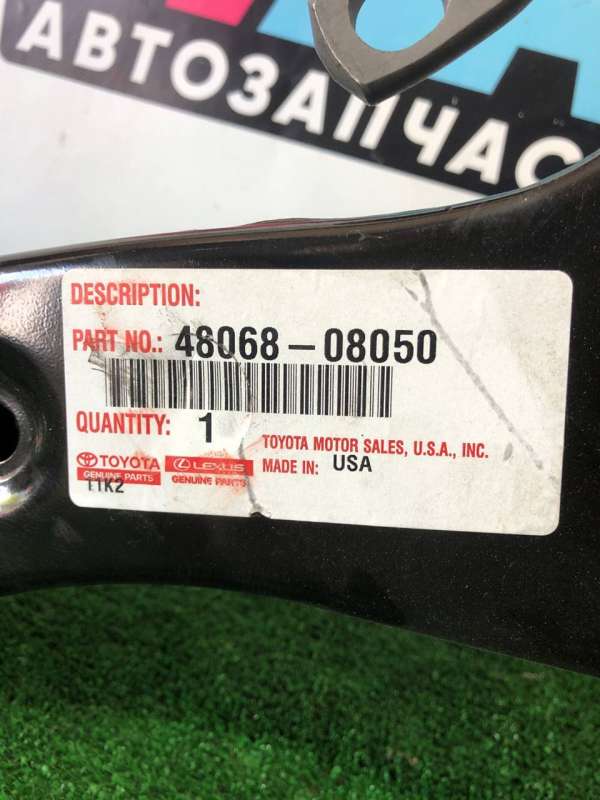 АВТОЗАПЧАС
DESCRIPTION:
PART NO.: 48068-08050
QUANTITY: 1
TOYOTA MOTOR SALES, U.S.A., INC.
MADE IN: USA
TOYOTA
GENUINE PARTS
LEXUS
GENUINE PARTS
11K2